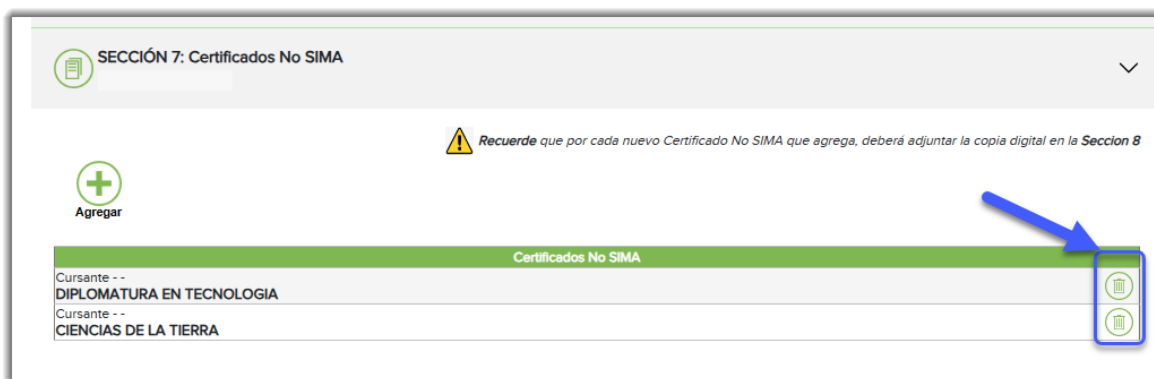 SECCIÓN 7: Certificados No SIMA
Recuerde que por cada nuevo Certificado No SIMA que agrega, deberá adjuntar la copia digital en la Seccion 8
Agregar
Certificados No SIMA
Cursante - -
DIPLOMATURA EN TECNOLOGIA
Cursante - -
CIENCIAS DE LA TIERRA